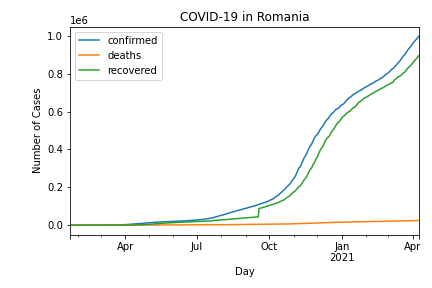 COVID-19 in Romania
1e6
confirmed
deaths
recovered
Number of Cases
1.0
0.8
0.6
0.4
0.2
0.0
Apr
Jul
Oct
Jan
2021
Apr
Day